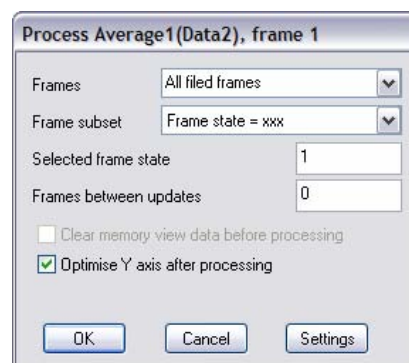 Process Average1(Data2), frame 1
Frames All filed frames
Frame subset Frame state = xxx
Selected frame state 1
Frames between updates 0
Clear memory view data before processing
Optimise Y axis after processing
OK Cancel Settings